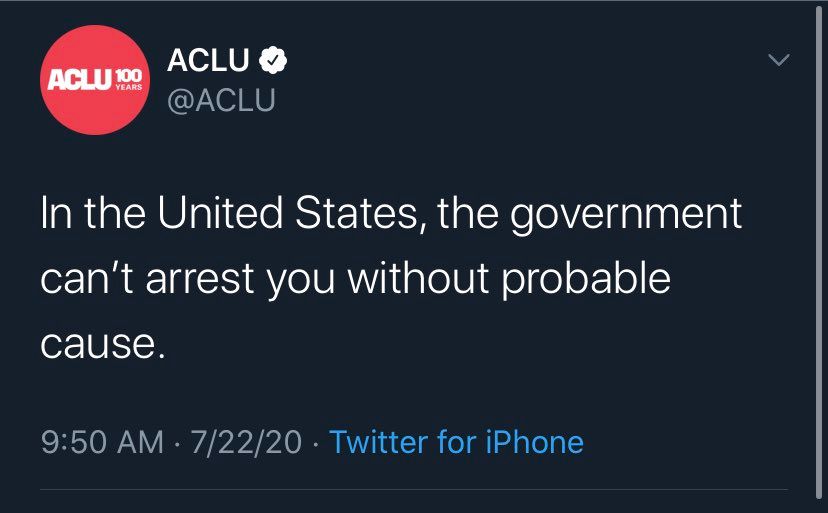 ACLU 100 YEARS
ACLU
@ACLU
In the United States, the government
can’t arrest you without probable
cause.
9:50 AM · 7/22/20 · Twitter for iPhone